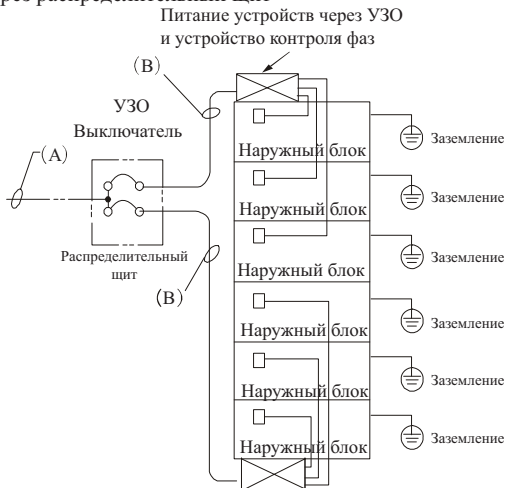 рез распределительный щит
Питание устройств через УЗО
и устройство контроля фаз
(B)
УЗО
Выключатель
(A)
Наружный блок
Заземление
Наружный блок
Заземление
Распределительный
щит
Наружный блок
Заземление
(B)
Наружный блок
Заземление
Наружный блок
Заземление
Наружный блок
Заземление